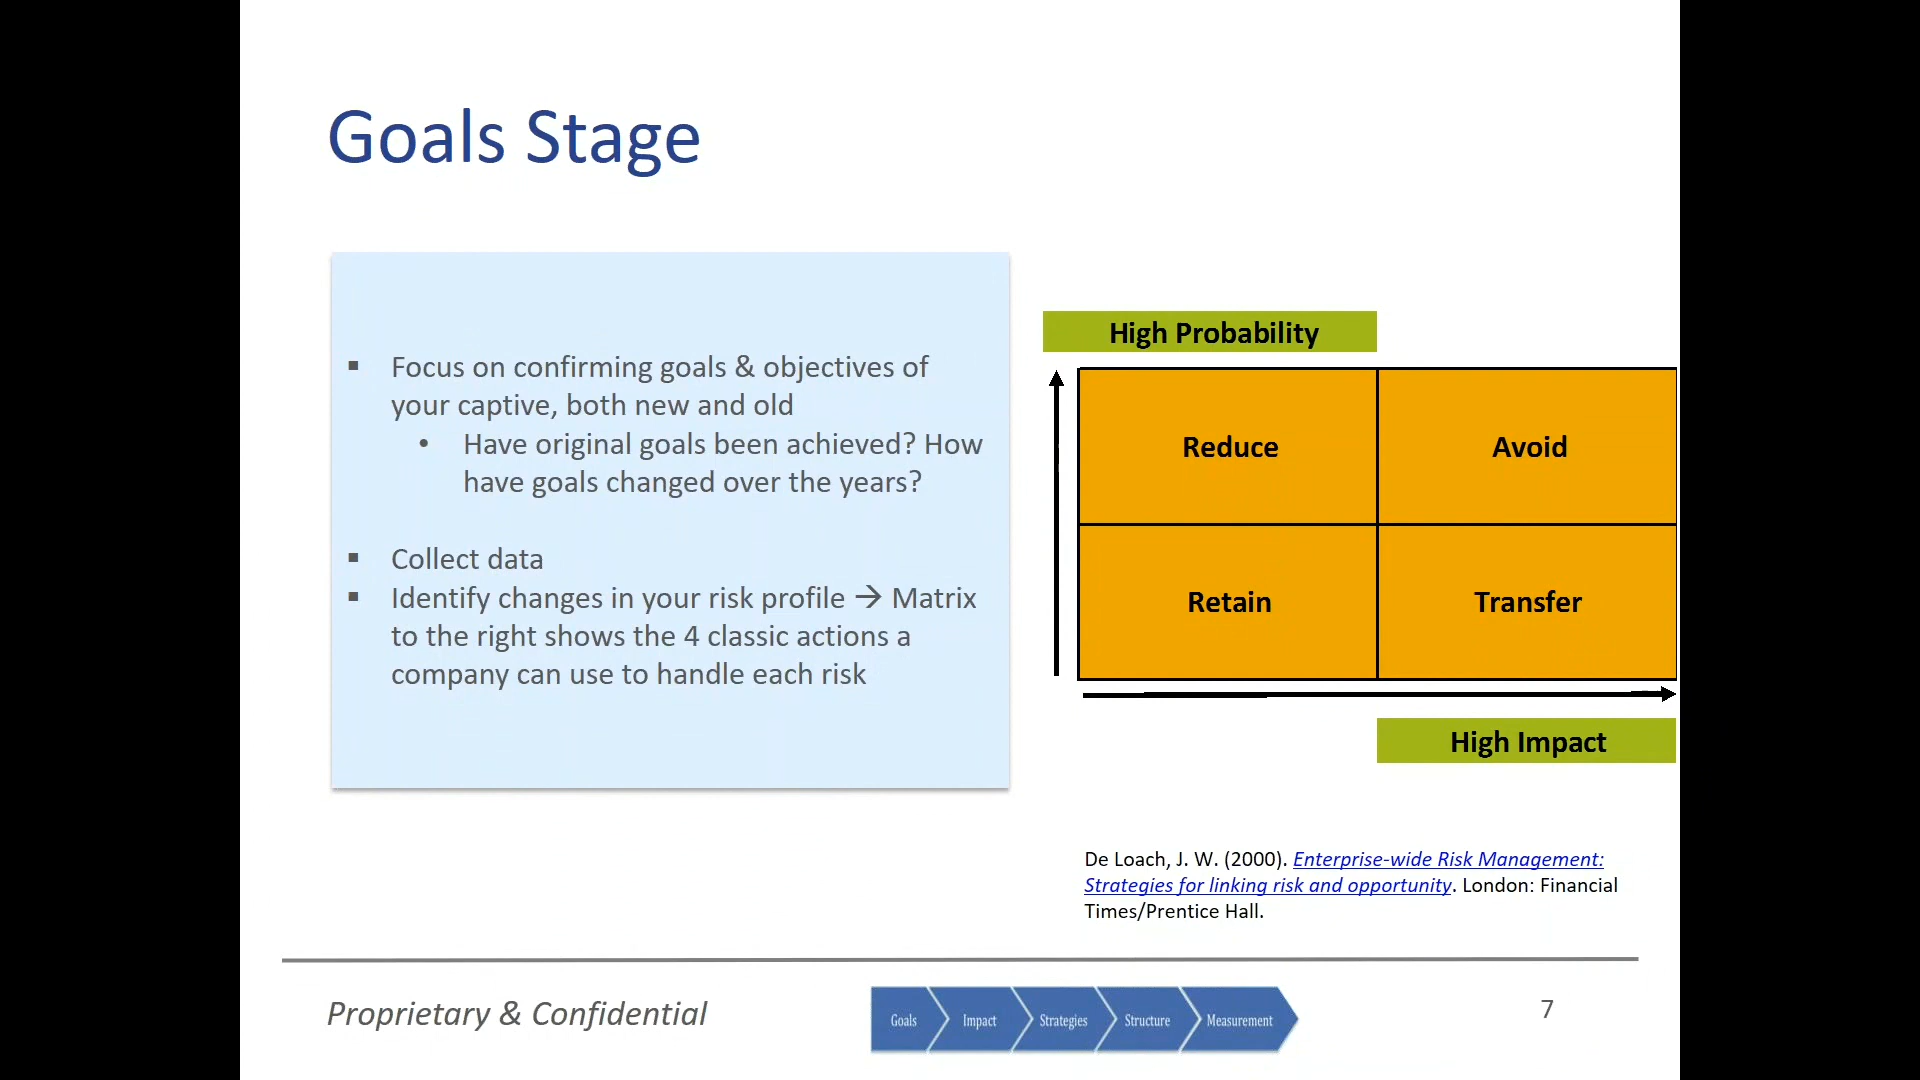 Goals Stage
▪ Focus on confirming goals & objectives of
your captive, both new and old
• Have original goals been achieved? How
have goals changed over the years?
▪ Collect data
▪ Identify changes in your risk profile → Matrix
to the right shows the 4 classic actions a
company can use to handle each risk
High Probability
Reduce
Avoid
Retain
Transfer
High Impact
De Loach, J. W. (2000). Enterprise-wide Risk Management:
Strategies for linking risk and opportunity. London: Financial
Times/Prentice Hall.
Proprietary & Confidential
Goals
Impact
Strategies
Structure
Measurement
7